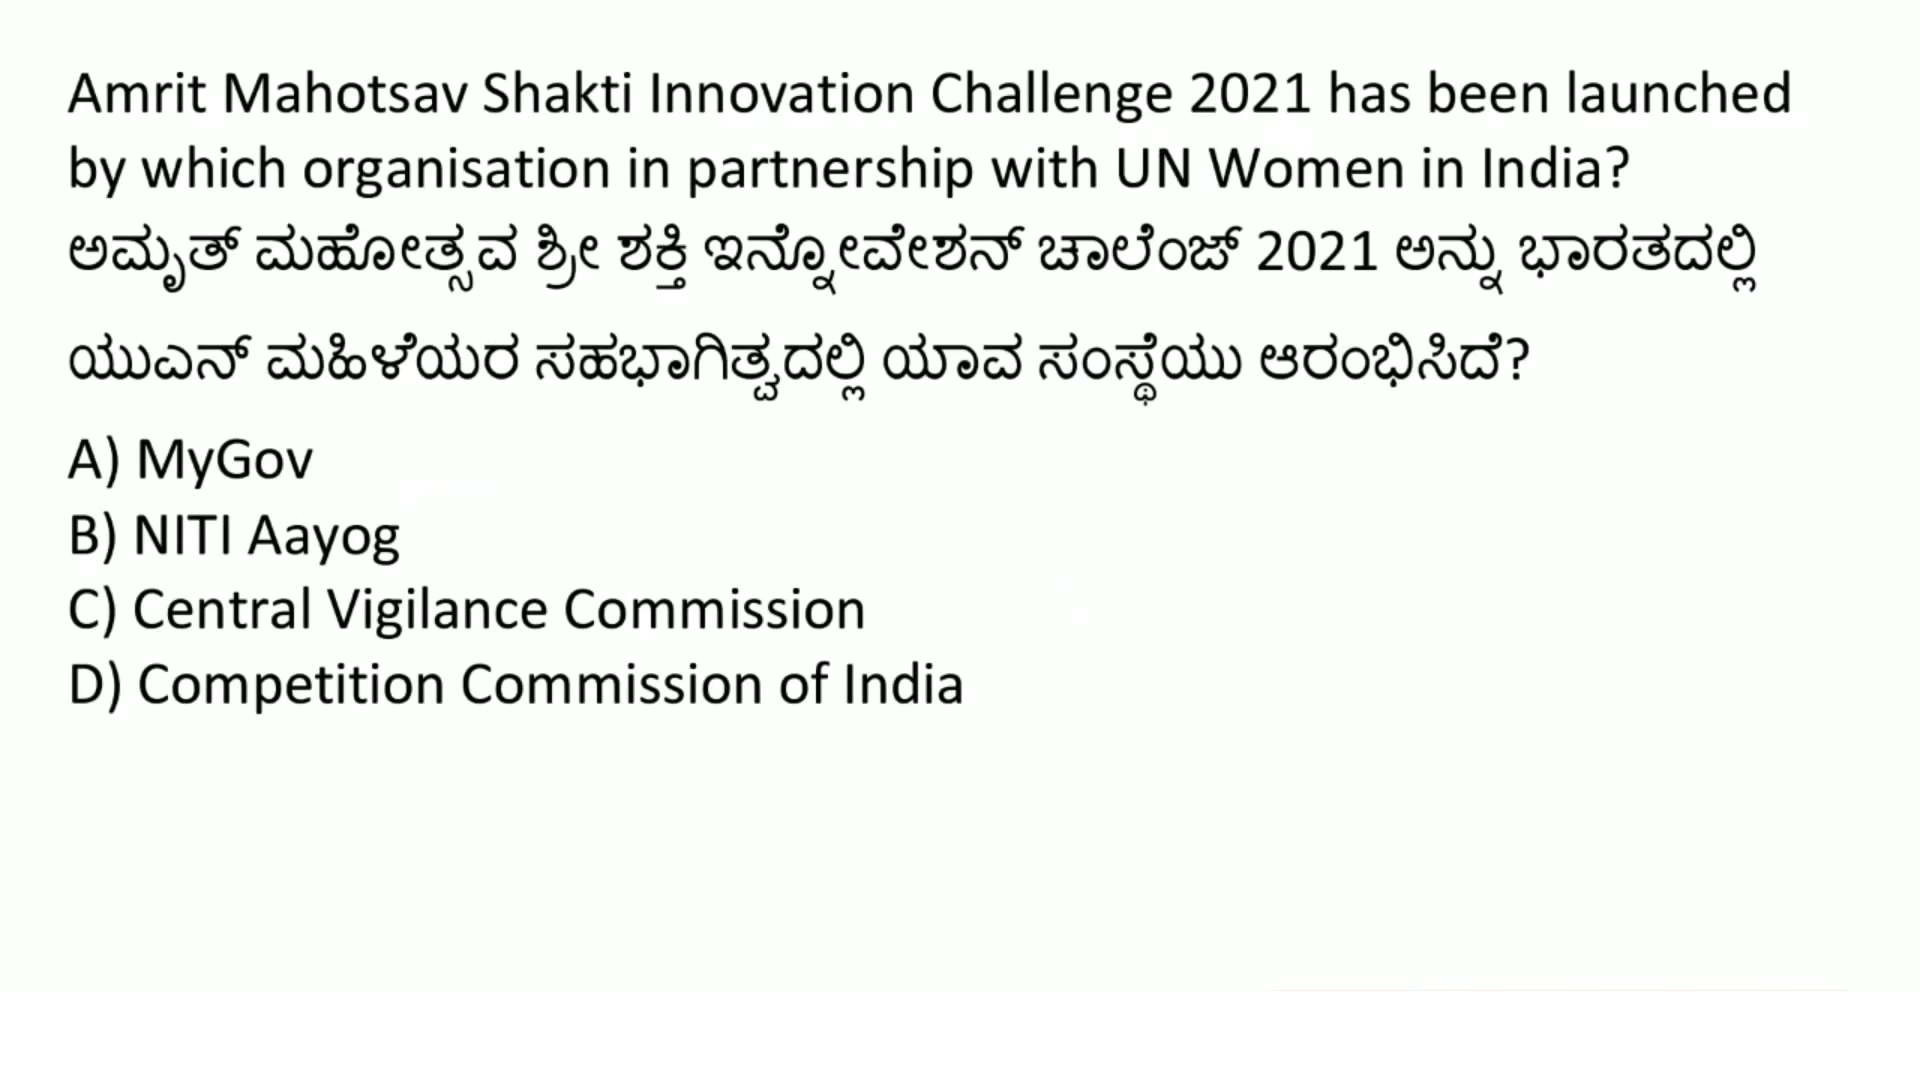 Amrit Mahotsav Shakti Innovation Challenge 2021 has been launched
by which organisation in partnership with UN Women in India?
ಅಮೃತ್ ಮಹೋತ್ಸವ ಶ್ರೀ ಶಕ್ತಿ ಇನ್ನೋವೇಶನ್ ಚಾಲೆಂಜ್ 2021 ಅನ್ನು ಭಾರತದಲ್ಲಿ
ಯುಎನ್ ಮಹಿಳೆಯರ ಸಹಭಾಗಿತ್ವದಲ್ಲಿ ಯಾವ ಸಂಸ್ಥೆಯು ಆರಂಭಿಸಿದೆ?
A) MyGov
B) NITI Aayog
C) Central Vigilance Commission
D) Competition Commission of India